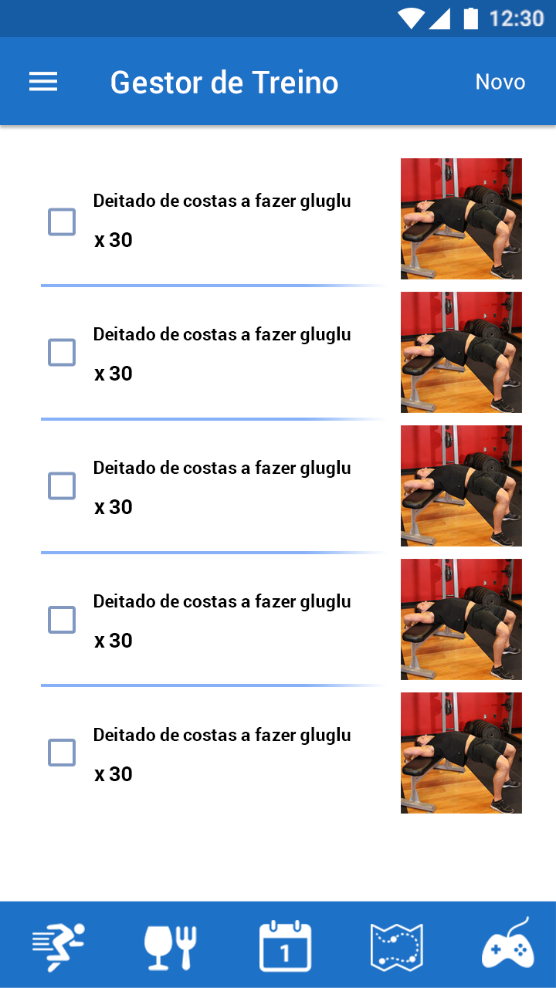 12:30
Gestor de Treino
Novo
Deitado de costas a fazer gluglu
x 30
Deitado de costas a fazer gluglu
x 30
Deitado de costas a fazer gluglu
x 30
Deitado de costas a fazer gluglu
x 30
Deitado de costas a fazer gluglu
x 30
1